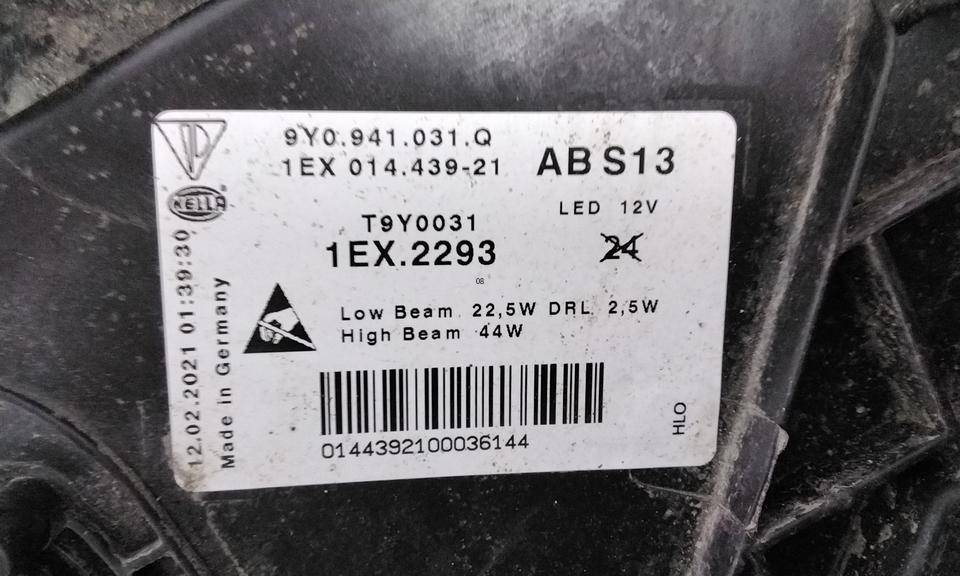 9Y0.941.031.Q
1EX 014.439-21
AB S13
HELLA
T9Y0031
LED 12V
1EX.2293
24
08
Low Beam 22,5W DRL 2,5W
High Beam 44W
12.02.2021 01:39:30
Made in Germany
0144392100036144
HLO